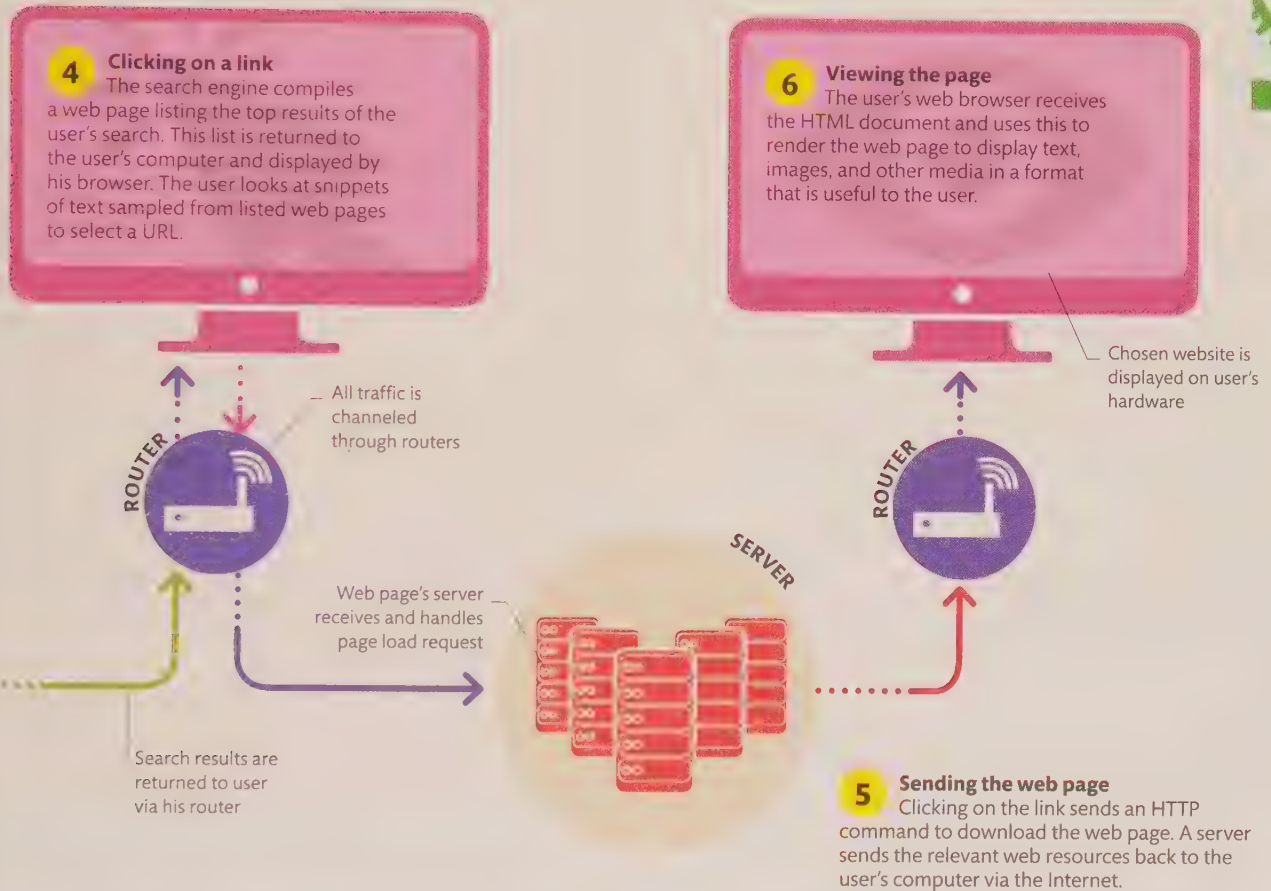 4 Clicking on a link
The search engine compiles
a web page listing the top results of the
user's search. This list is returned to
the user's computer and displayed by
his browser. The user looks at snippets
of text sampled from listed web pages
to select a URL.
6 Viewing the page
The user's web browser receives
the HTML document and uses this to
render the web page to display text,
images, and other media in a format
that is useful to the user.
Chosen website is
displayed on user's
hardware
All traffic is
channeled
through routers
ROUTER
ROUTER
SERVER
Web page's server
receives and handles
page load request
Search results are
returned to user
via his router
5 Sending the web page
Clicking on the link sends an HTTP
command to download the web page. A server
sends the relevant web resources back to the
user's computer via the Internet.